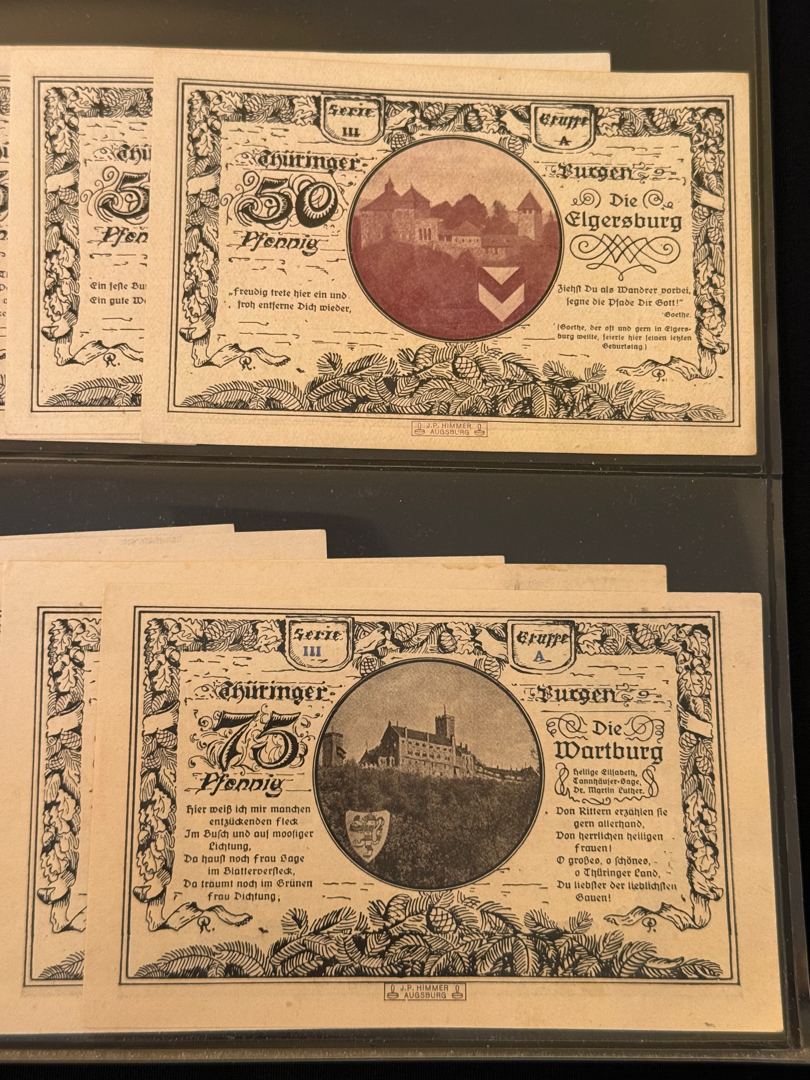 Serie
III
Gruppe
A
Thüringer
Burgen
50
Pfennig
Die
Elgersburg
„Freudig trete hier ein und
froh entferne Dich wieder,
Ziehst Du als Wandrer vorbei,
segne die Pfade Dir Gott!"
Goethe.
(Goethe, der oft und gern in Elgers-
burg weilte, feierte hier seinen letzten
Geburtstag.)
R.
P.
J.P. HIMMER
AUGSBURG
Thü
5
Pfen
Ein feste Bu
Ein gute We
R.
Serie
III
Gruppe
A
Thüringer
Burgen
75
Pfennig
Die
Wartburg
Heilige Elisabeth,
Tannhäuser-Sage,
Dr. Martin Luther.
Hier weiß ich mir manchen
entzückenden Fleck
Im Busch und auf moosiger
Lichtung,
Da haust noch Frau Sage
im Blätterversteck,
Da träumt noch im Grünen
Frau Dichtung,
Von Rittern erzählen sie
gern allerhand,
Von herrlichen heiligen
Frauen!
O großes, o schönes,
o Thüringer Land,
Du liebster der lieblichsten
Gauen!
R.
P.
J.P. HIMMER
AUGSBURG